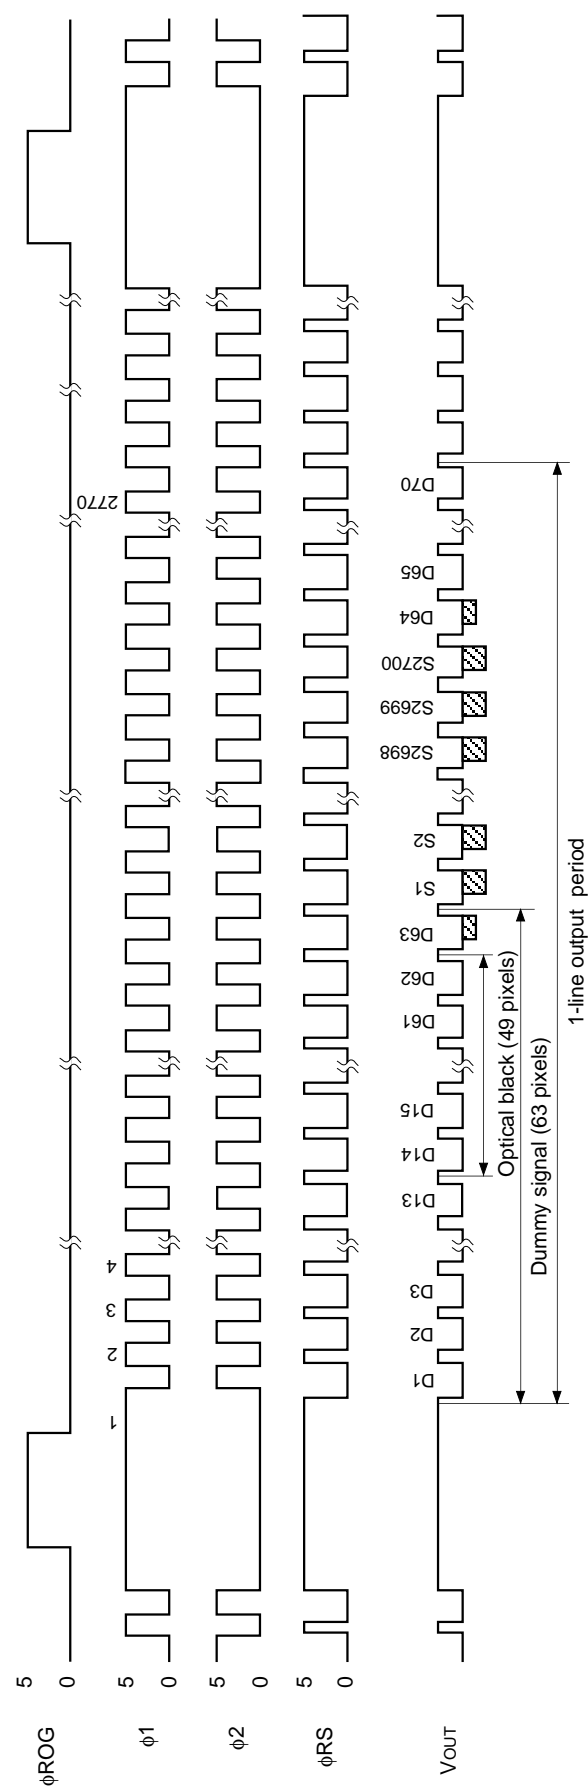 φROG
5
0
φ1
5
0
1
2
3
4
2770
φ2
5
0
φRS
5
0
VOUT
D1
D2
D3
D13
D14
D15
D61
D62
D63
S1
S2
S2698
S2699
S2700
D64
D65
D70
Optical black (49 pixels)
Dummy signal (63 pixels)
1-line output period